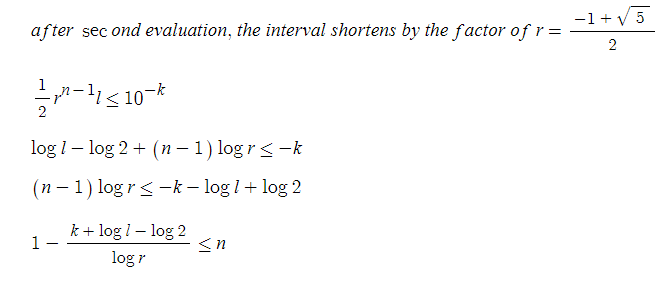 after sec ond evaluation, the interval shortens by the factor of r = (-1 + √5)/2
1/2 r^(n-1) l ≤ 10^(-k)
log l – log 2 + (n – 1) log r ≤ –k
(n – 1) log r ≤ –k – log l + log 2
1 – (k + log l – log 2)/(log r) ≤ n